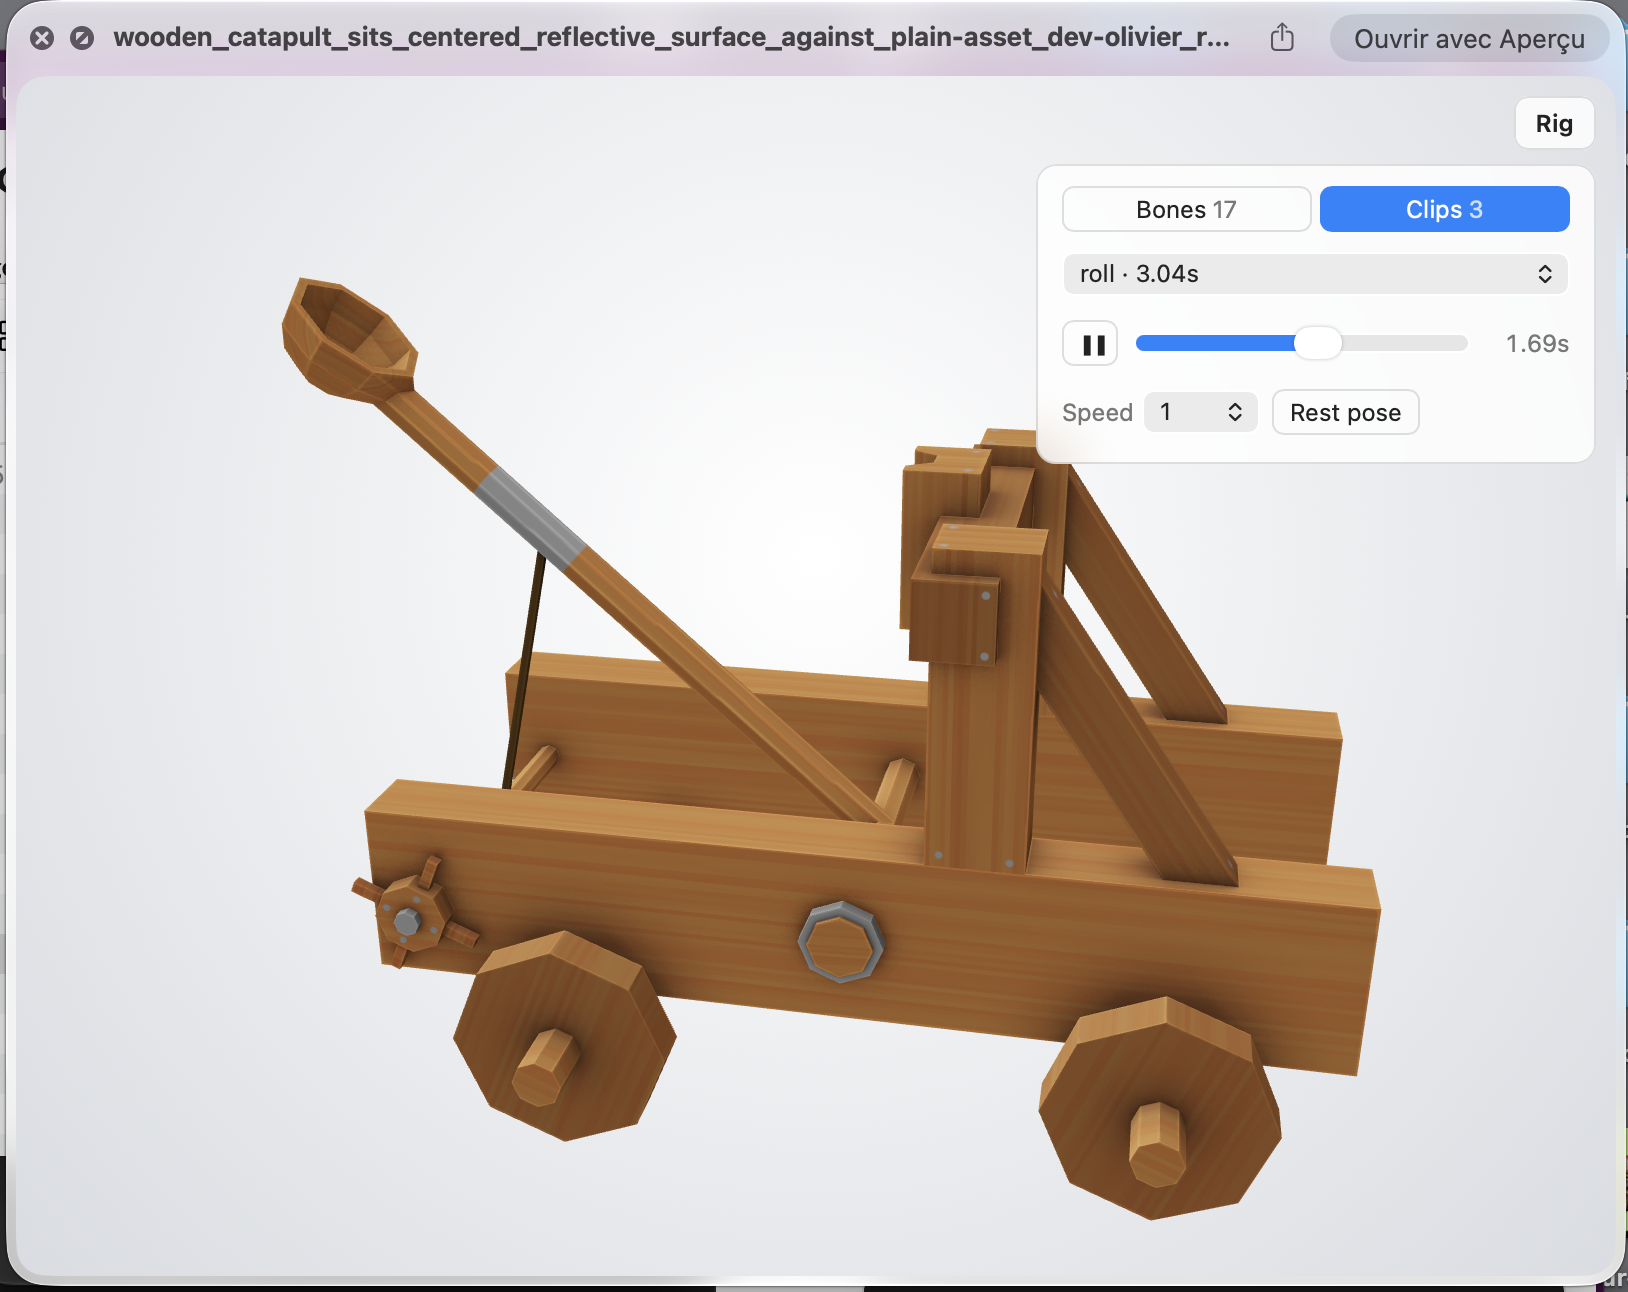 wooden_catapult_sits_centered_reflective_surface_against_plain-asset_dev-olivier_r...
Ouvrir avec Aperçu
Rig
Bones 17
Clips 3
roll · 3.04s
1.69s
Speed
1
Rest pose